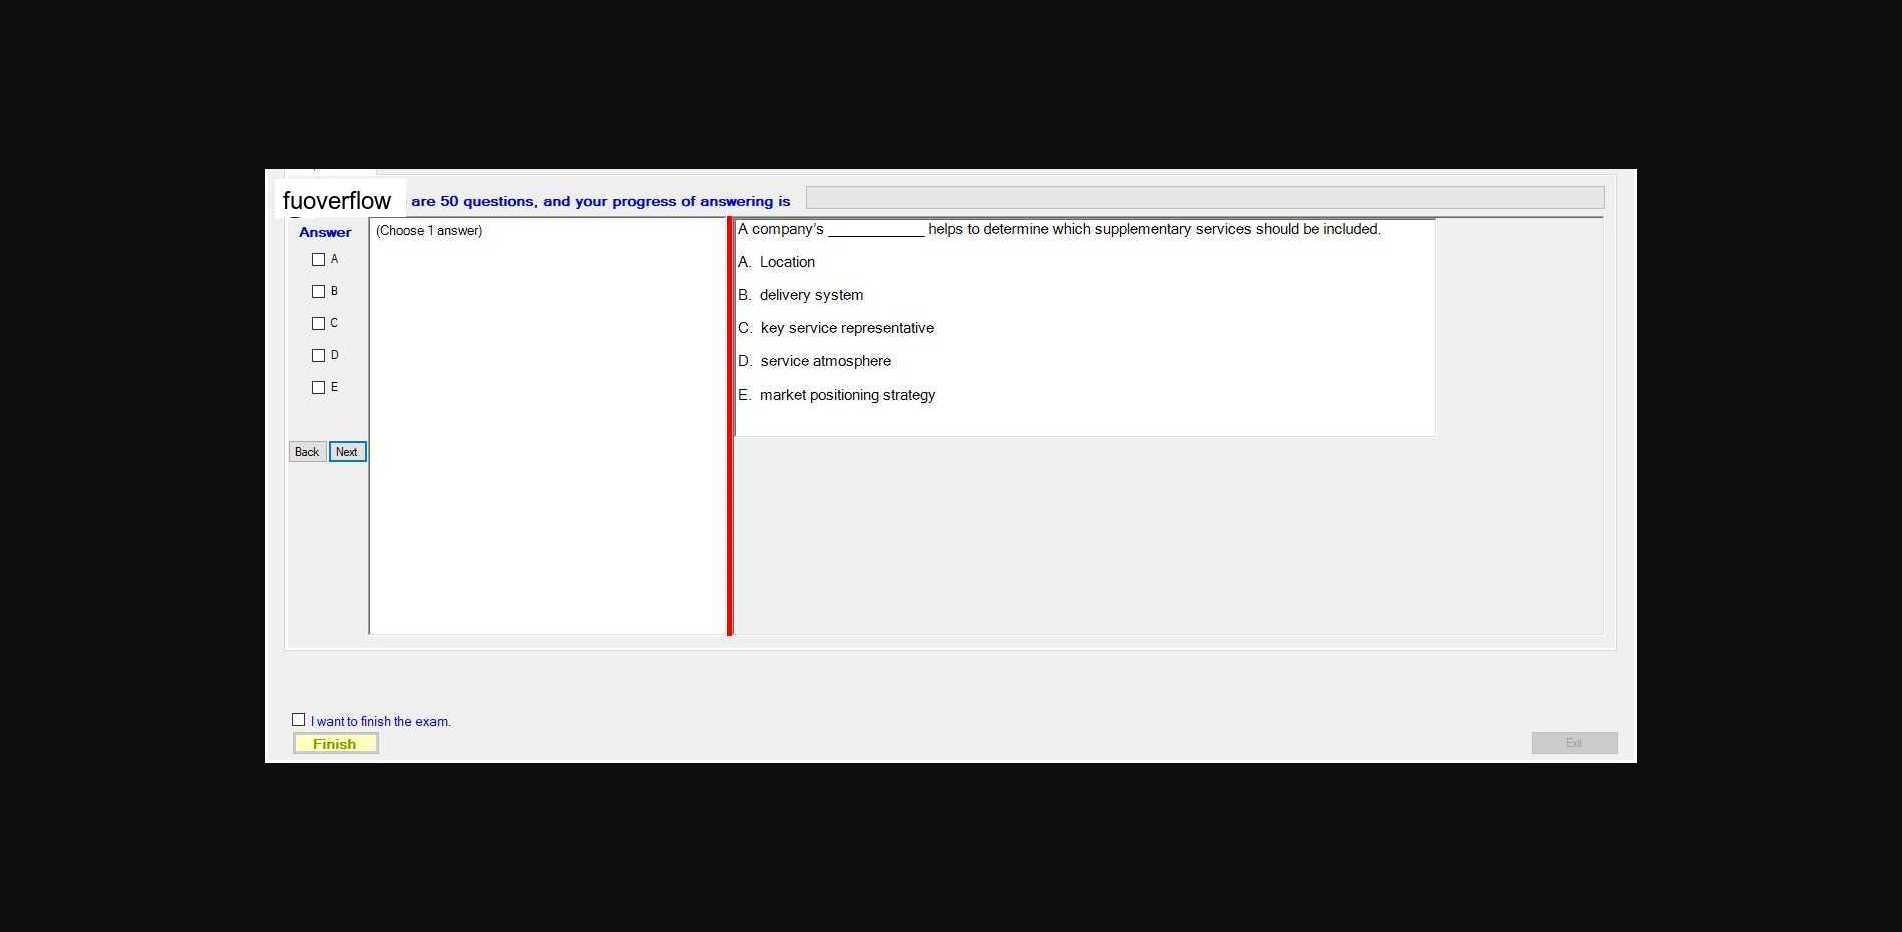 fuoverflow are 50 questions, and your progress of answering is
Answer
(Choose 1 answer)
A
B
C
D
E
Back Next
A company's ____________ helps to determine which supplementary services should be included.
A. Location
B. delivery system
C. key service representative
D. service atmosphere
E. market positioning strategy
I want to finish the exam.
Finish
Exit